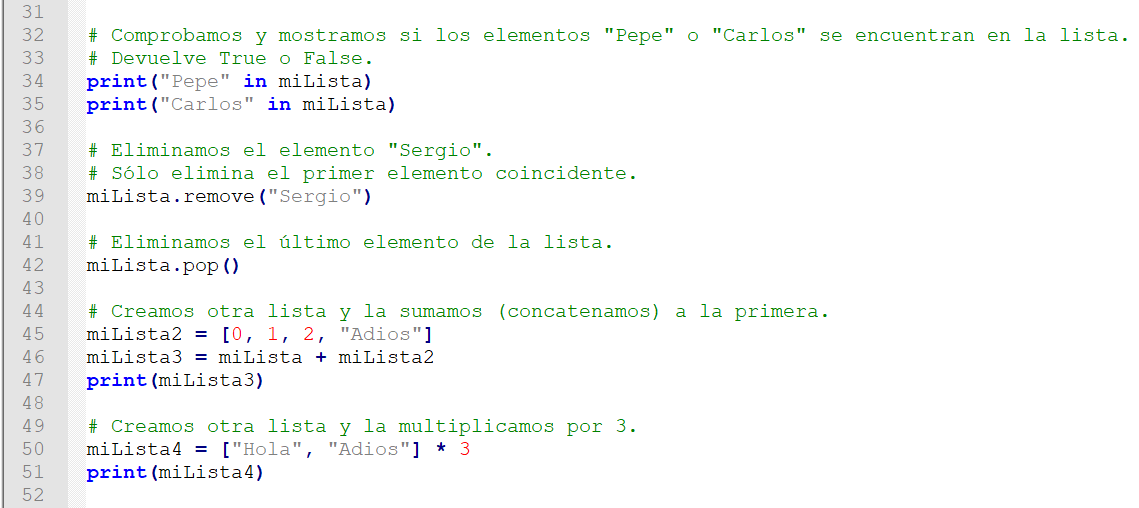 31
32 # Comprobamos y mostramos si los elementos "Pepe" o "Carlos" se encuentran en la lista.
33 # Devuelve True o False.
34 print("Pepe" in miLista)
35 print("Carlos" in miLista)
36
37 # Eliminamos el elemento "Sergio".
38 # Sólo elimina el primer elemento coincidente.
39 miLista.remove("Sergio")
40
41 # Eliminamos el último elemento de la lista.
42 miLista.pop()
43
44 # Creamos otra lista y la sumamos (concatenamos) a la primera.
45 miLista2 = [0, 1, 2, "Adios"]
46 miLista3 = miLista + miLista2
47 print(miLista3)
48
49 # Creamos otra lista y la multiplicamos por 3.
50 miLista4 = ["Hola", "Adios"] * 3
51 print(miLista4)
52